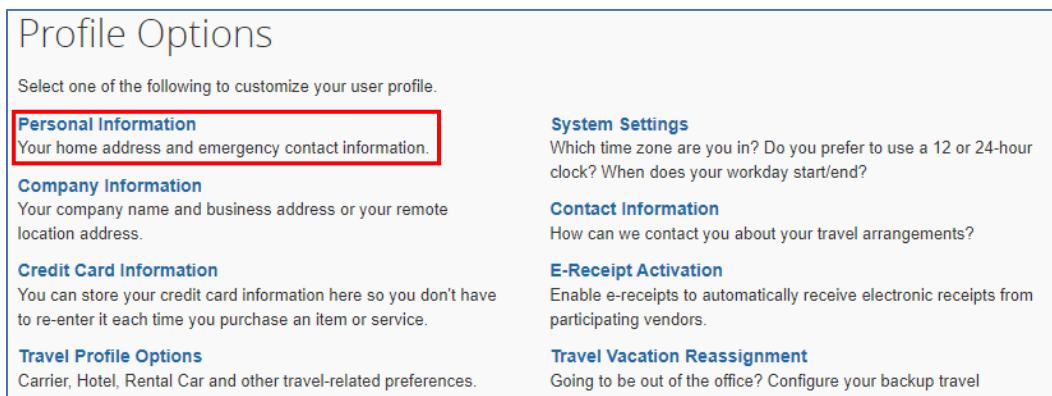 Profile Options
Select one of the following to customize your user profile.
Personal Information
Your home address and emergency contact information.
Company Information
Your company name and business address or your remote
location address.
Credit Card Information
You can store your credit card information here so you don't have
to re-enter it each time you purchase an item or service.
Travel Profile Options
Carrier, Hotel, Rental Car and other travel-related preferences.
System Settings
Which time zone are you in? Do you prefer to use a 12 or 24-hour
clock? When does your workday start/end?
Contact Information
How can we contact you about your travel arrangements?
E-Receipt Activation
Enable e-receipts to automatically receive electronic receipts from
participating vendors.
Travel Vacation Reassignment
Going to be out of the office? Configure your backup travel